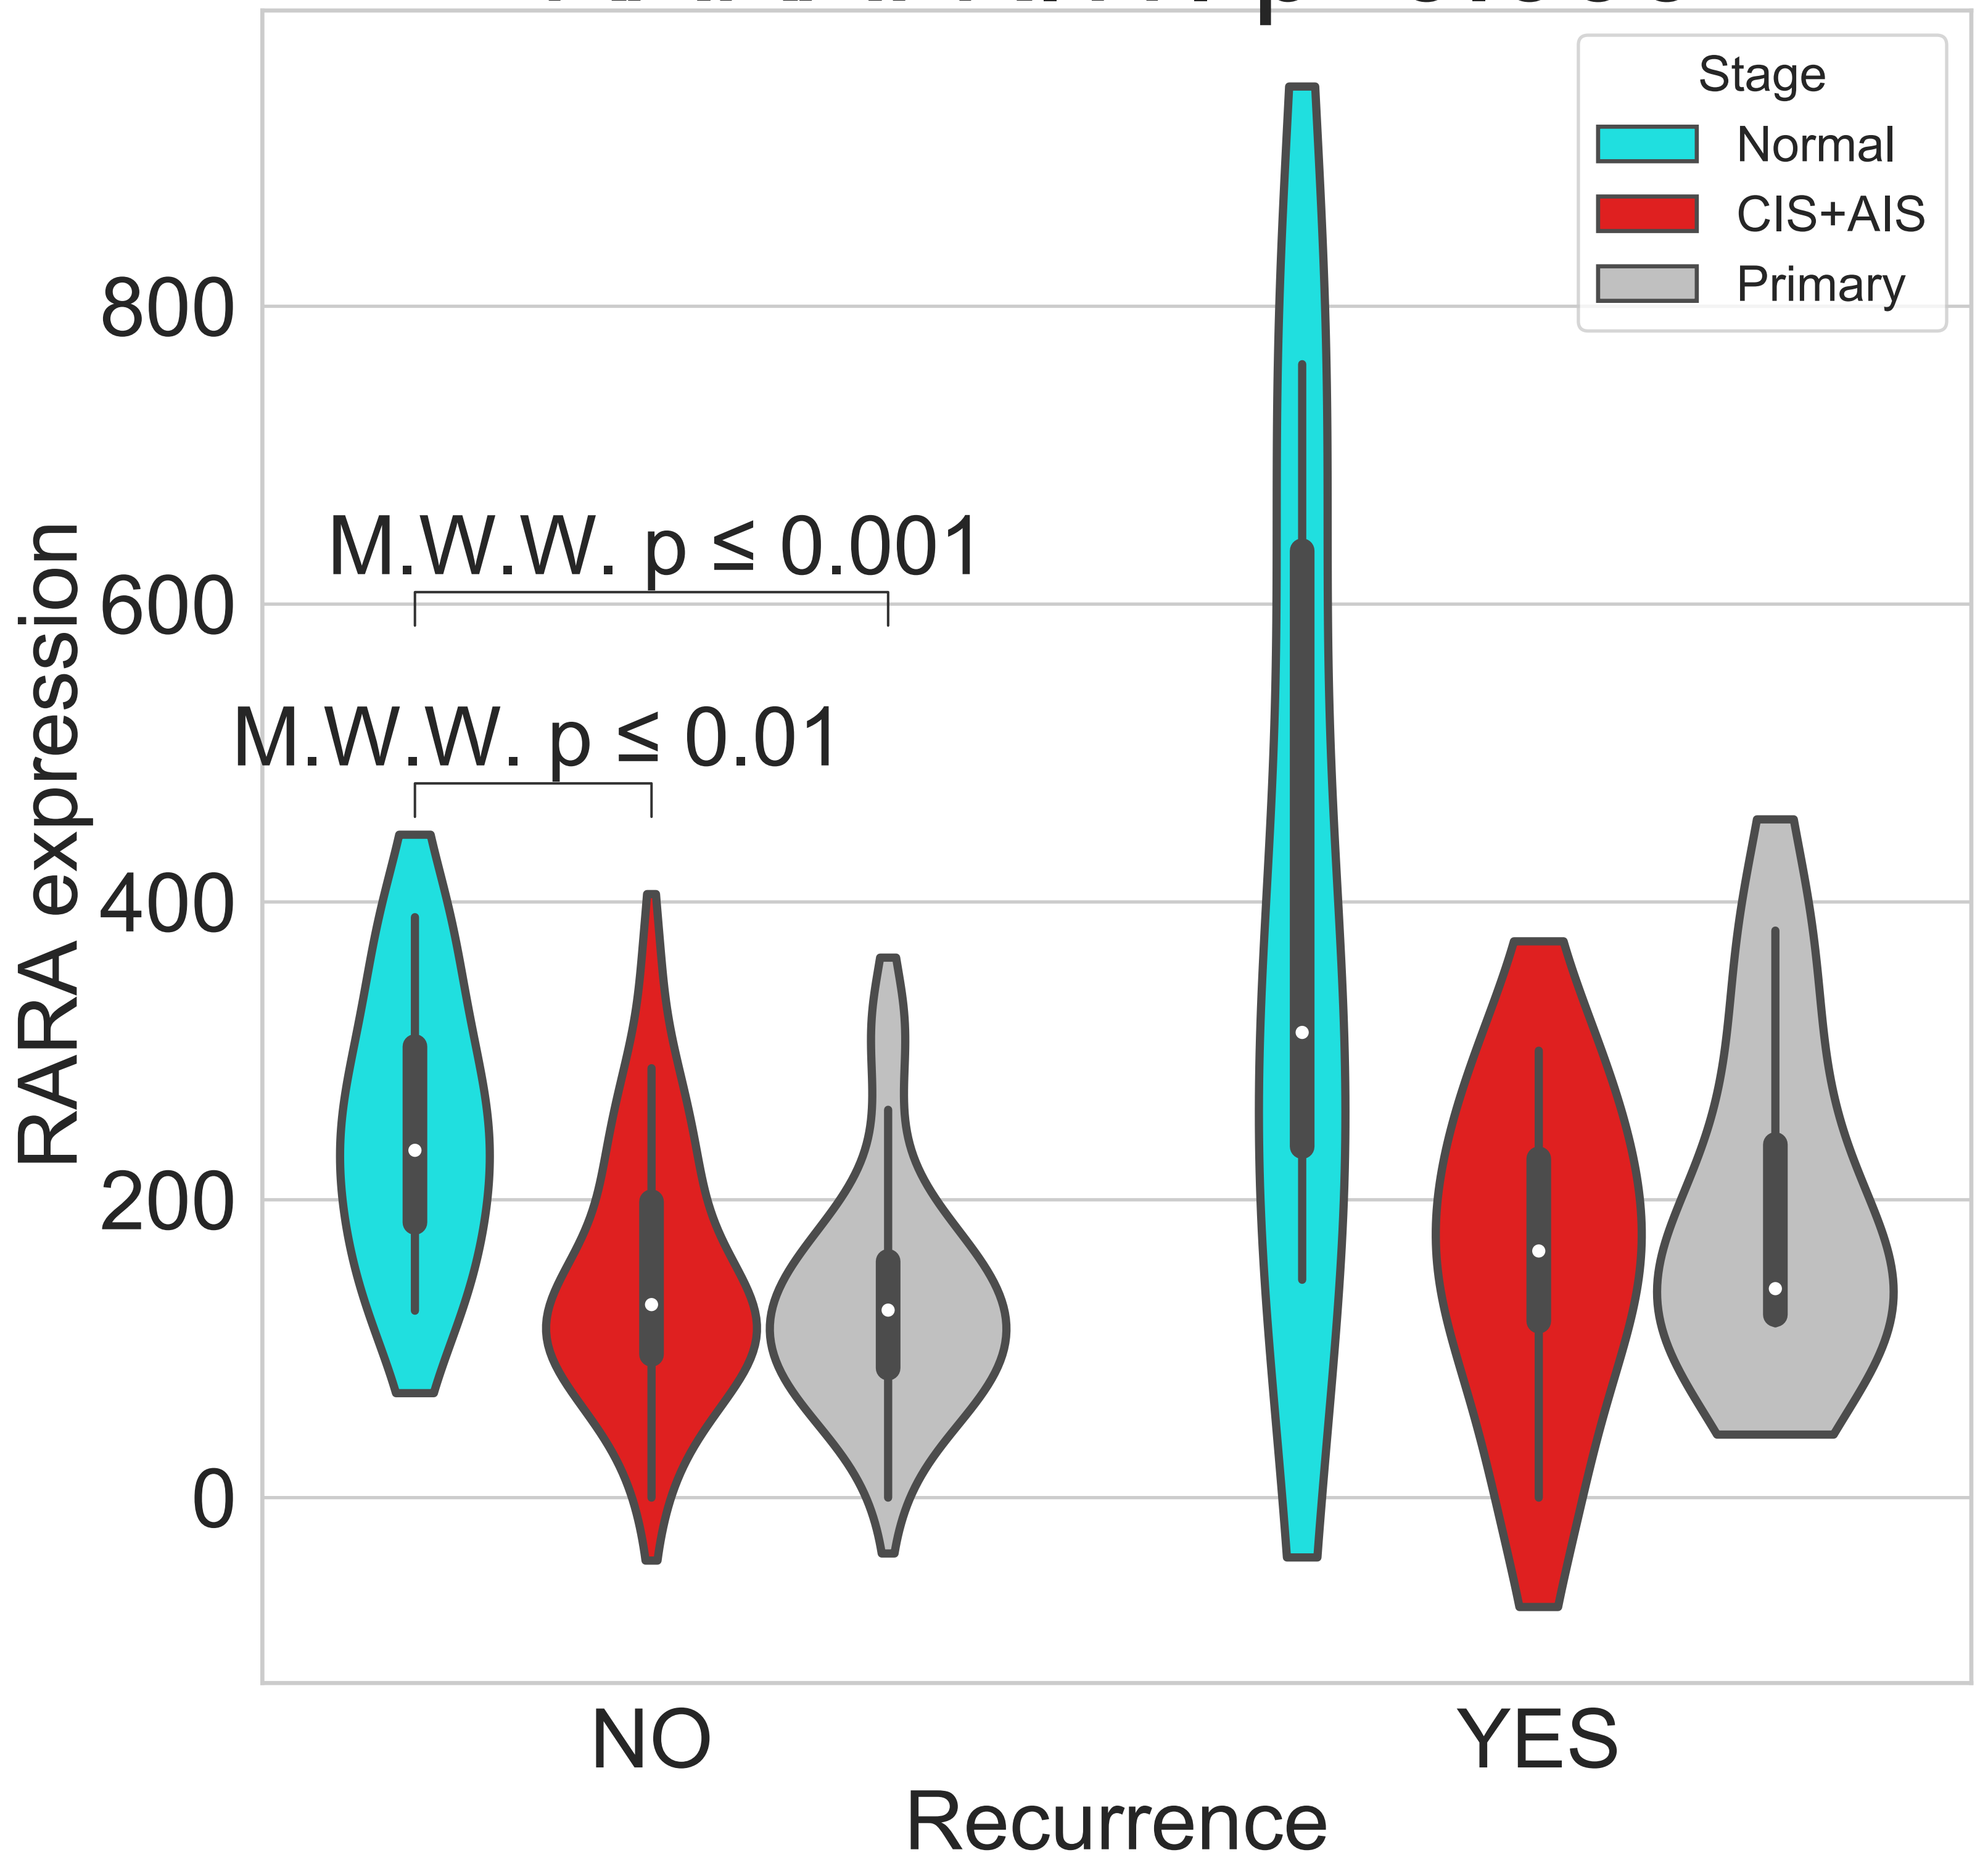 Stage
Normal
CIS+AIS
Primary
800
600
400
200
0
RARA expression
M.W.W. p ≤ 0.001
M.W.W. p ≤ 0.01
NO
YES
Recurrence